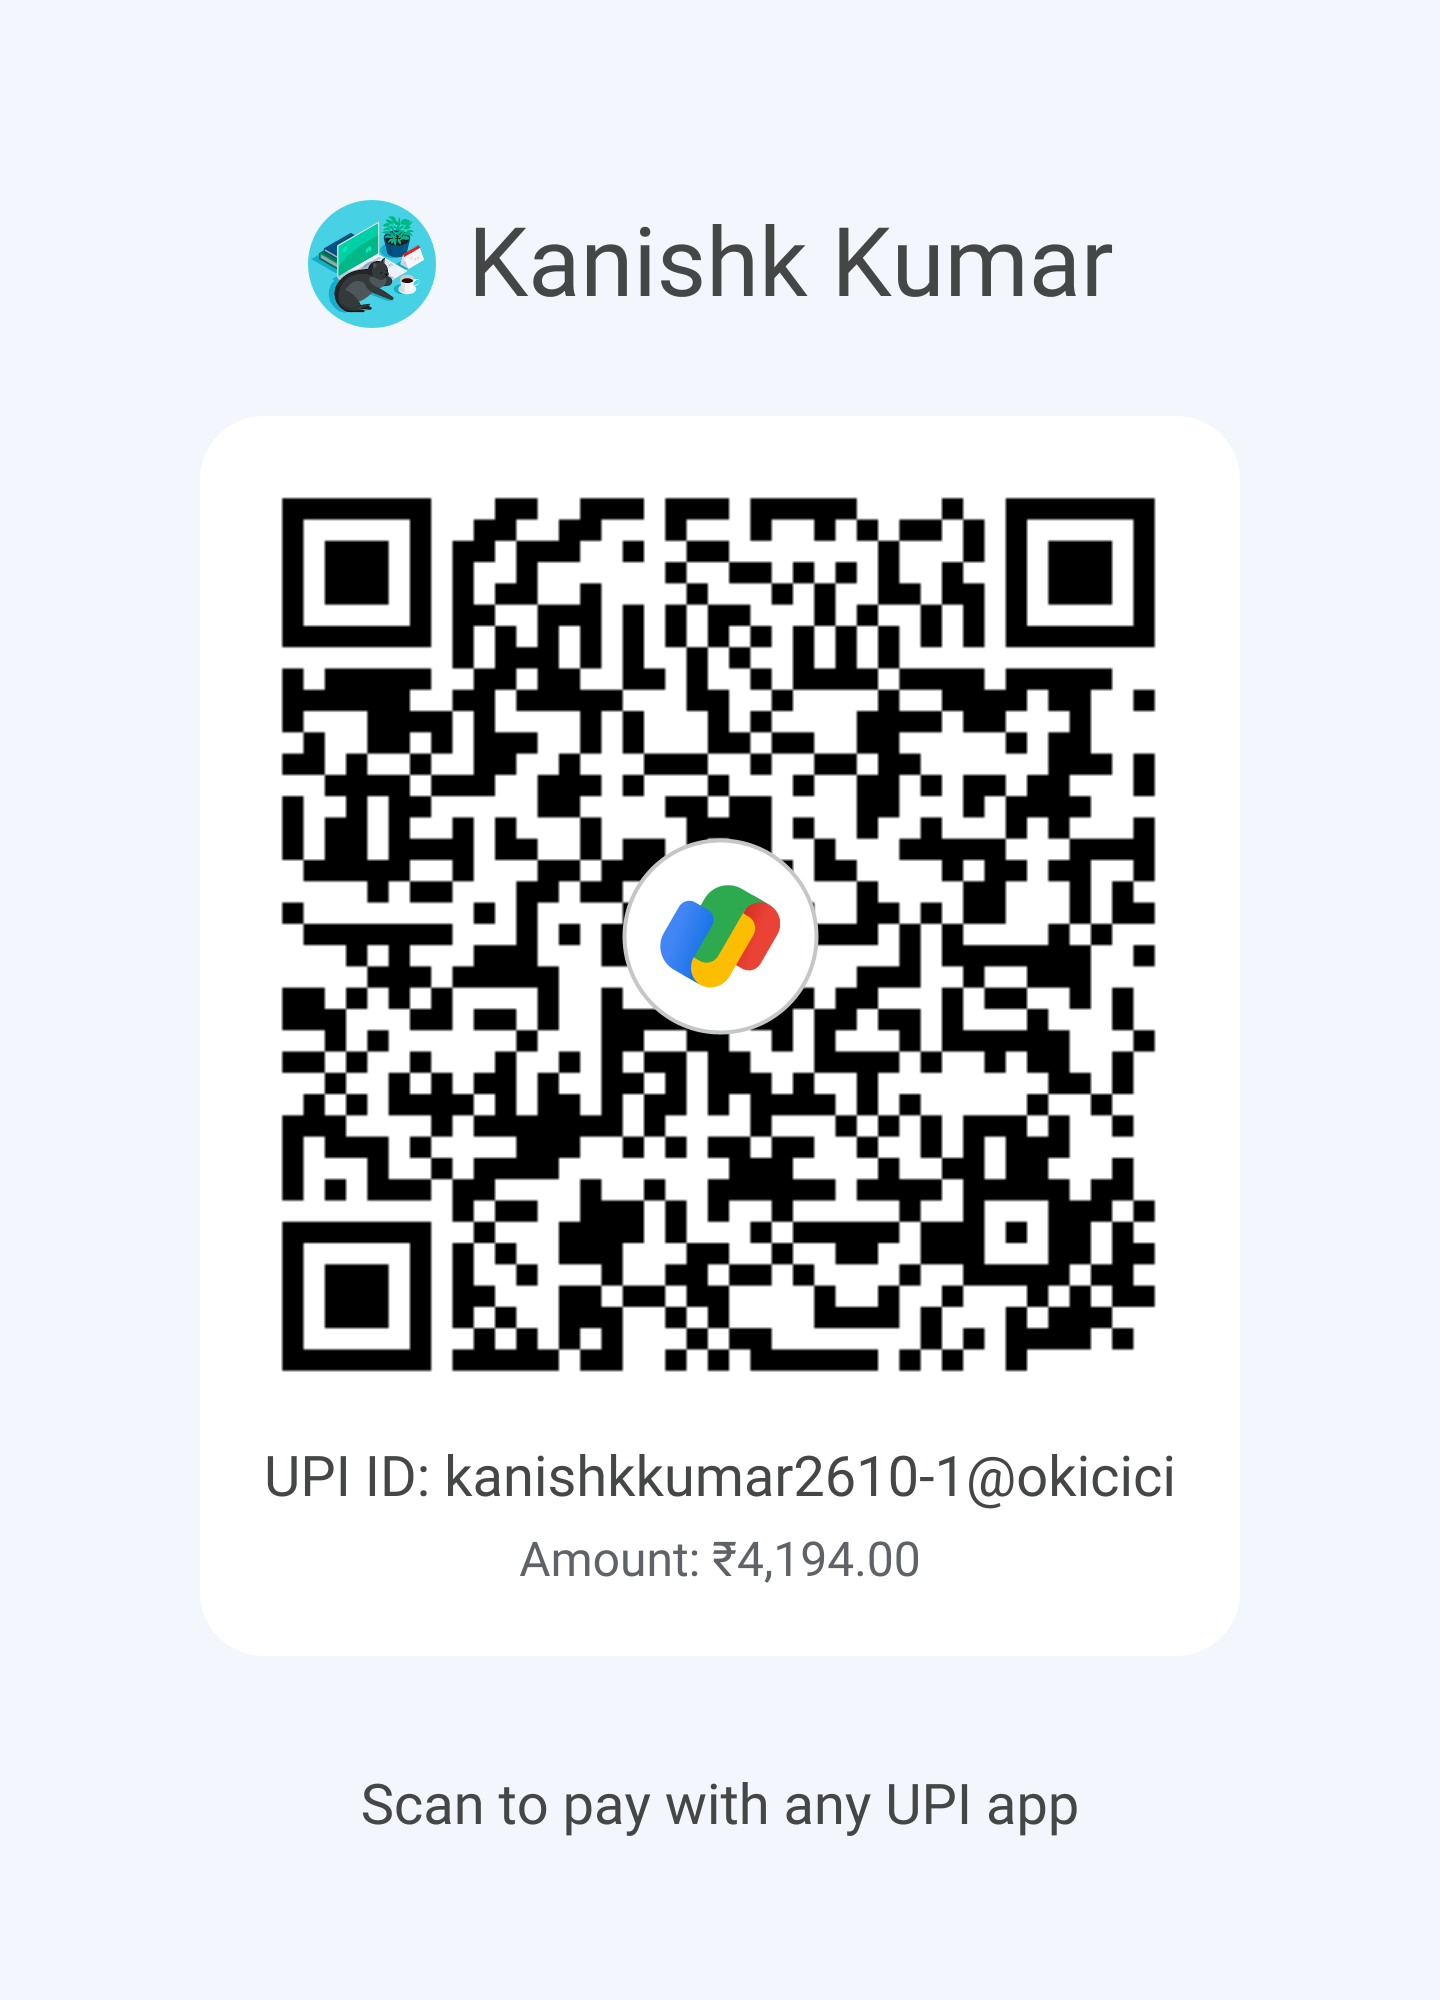 Kanishk Kumar
UPI ID: kanishkkumar2610-1@okicici
Amount: ₹4,194.00
Scan to pay with any UPI app